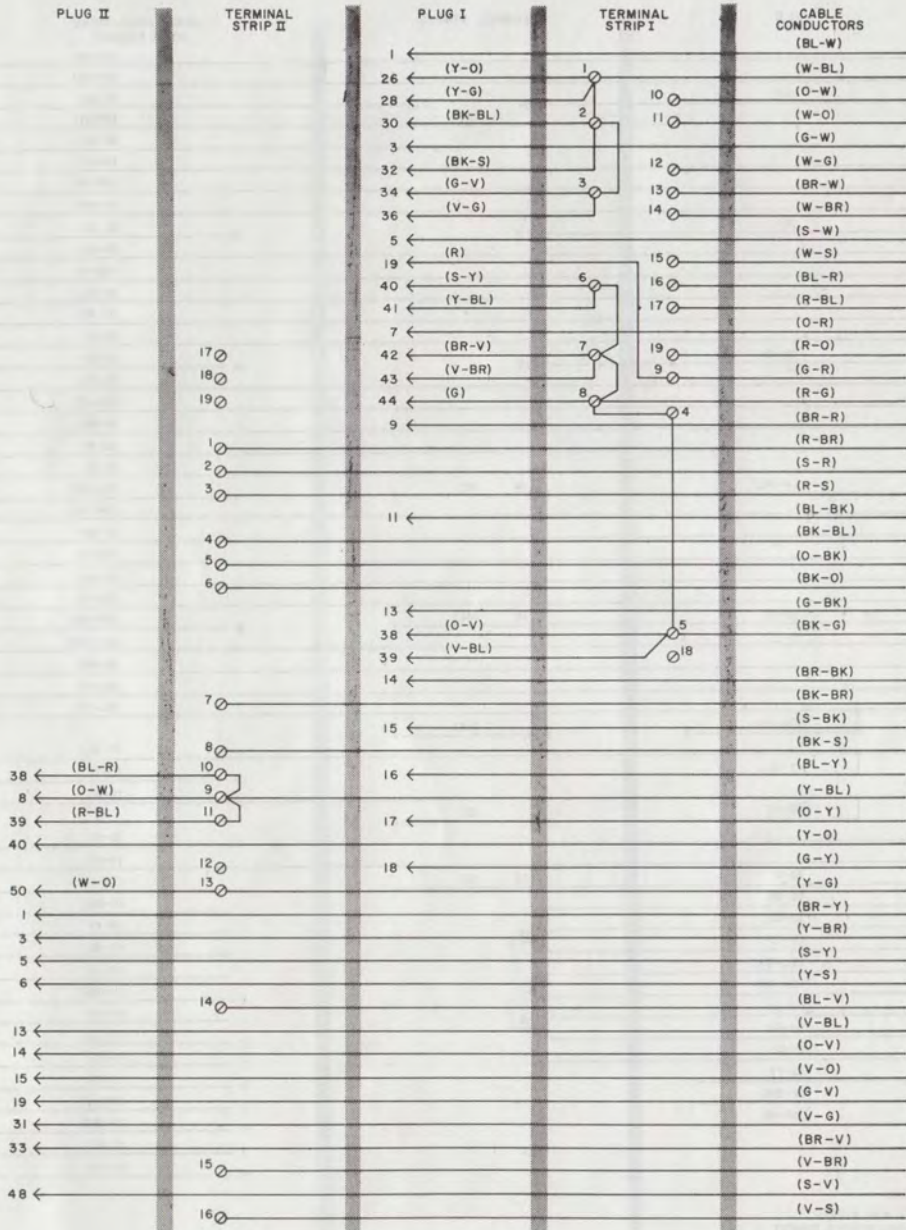 PLUG II TERMINAL STRIP II PLUG I TERMINAL STRIP I CABLE CONDUCTORS
1 (BL-W)
26 (Y-O) 1 (W-BL)
28 (Y-G) 10 (O-W)
30 (BK-BL) 2 11 (W-O)
3 (G-W)
32 (BK-S) 12 (W-G)
34 (G-V) 3 13 (BR-W)
36 (V-G) 14 (W-BR)
5 (S-W)
19 (R) 15 (W-S)
40 (S-Y) 6 16 (BL-R)
41 (Y-BL) 17 (R-BL)
7 (O-R)
17 42 (BR-V) 7 19 (R-O)
18 43 (V-BR) 9 (G-R)
19 44 (G) 8 (R-G)
9 4 (BR-R)
1 (R-BR)
2 (S-R)
3 (R-S)
11 (BL-BK)
4 (BK-BL)
5 (O-BK)
6 (BK-O)
13 (G-BK)
38 (O-V) 5 (BK-G)
39 (V-BL) 18
14 (BR-BK)
7 (BK-BR)
15 (S-BK)
8 (BK-S)
38 (BL-R) 10 16 (BL-Y)
8 (O-W) 9 (Y-BL)
39 (R-BL) 11 17 (O-Y)
40 (Y-O)
12 18 (G-Y)
50 (W-O) 13 (Y-G)
1 (BR-Y)
3 (Y-BR)
5 (S-Y)
6 (Y-S)
14 (BL-V)
13 (V-BL)
14 (O-V)
15 (V-O)
19 (G-V)
31 (V-G)
33 (BR-V)
15 (V-BR)
48 (S-V)
16 (V-S)